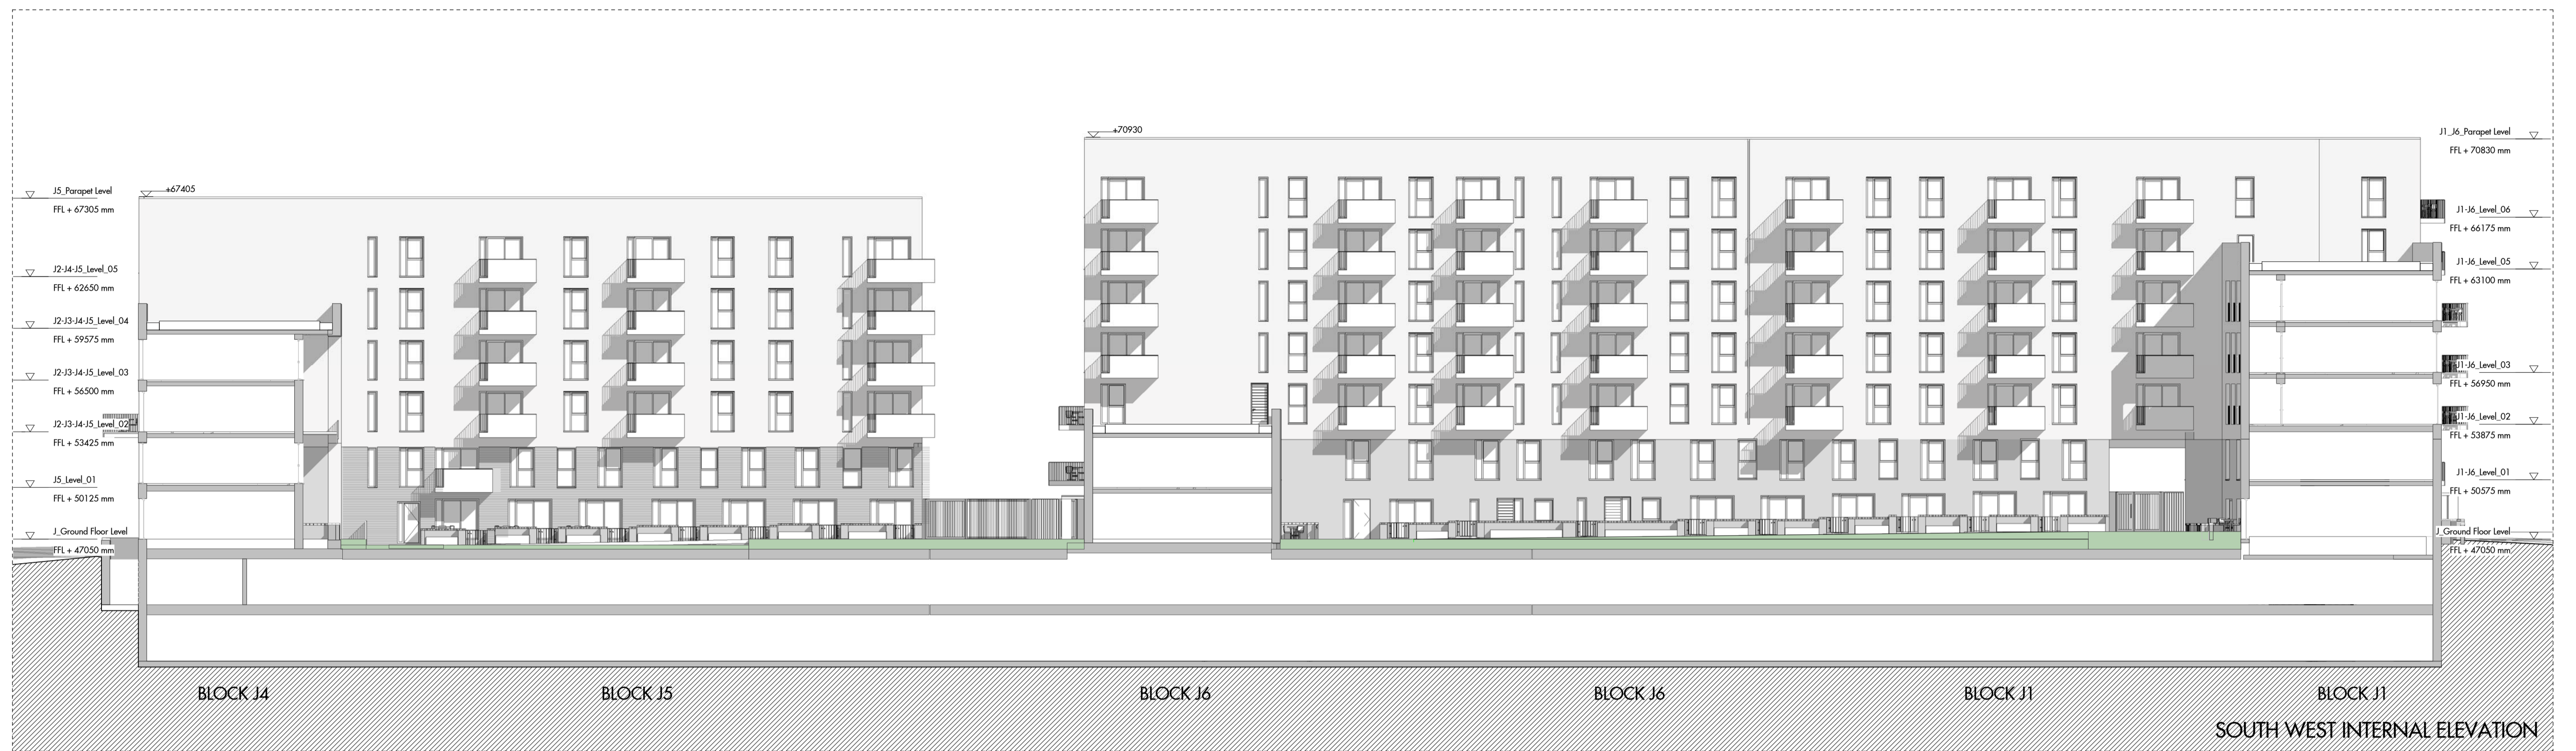 +70930
J1_J6_Parapet Level
FFL + 70830 mm
J5_Parapet Level
+67405
FFL + 67305 mm
J1-J6_Level_06
FFL + 66175 mm
J2-J4-J5_Level_05
FFL + 62650 mm
J1-J6_Level_05
FFL + 63100 mm
J2-J3-J4-J5_Level_04
FFL + 59575 mm
J2-J3-J4-J5_Level_03
FFL + 56500 mm
J1-J6_Level_03
FFL + 56950 mm
J2-J3-J4-J5_Level_02
FFL + 53425 mm
J1-J6_Level_02
FFL + 53875 mm
J5_Level_01
FFL + 50125 mm
J1-J6_Level_01
FFL + 50575 mm
J_Ground Floor Level
FFL + 47050 mm
J_Ground Floor Level
FFL + 47050 mm
BLOCK J4
BLOCK J5
BLOCK J6
BLOCK J6
BLOCK J1
BLOCK J1
SOUTH WEST INTERNAL ELEVATION